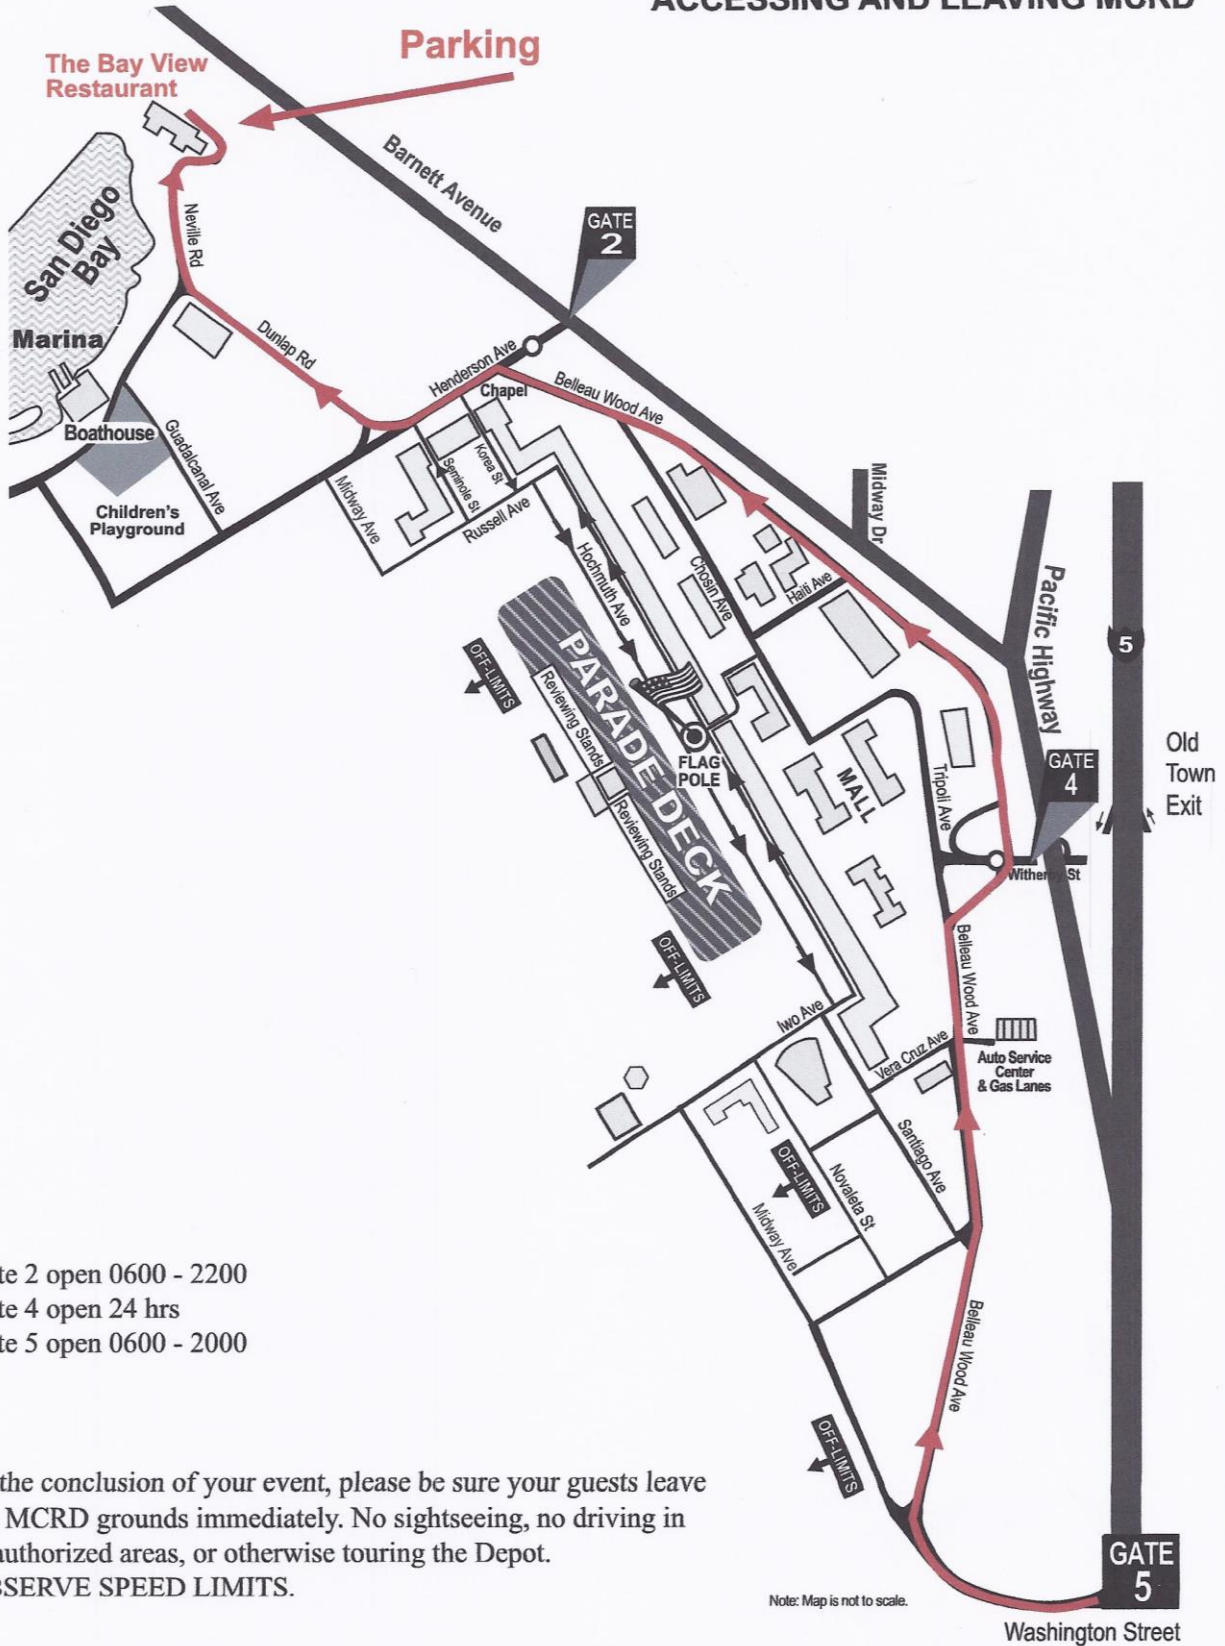 ACCESSING AND LEAVING MCRD
Parking
The Bay View
Restaurant
Barnett Avenue
GATE
2
San Diego
Bay
Neville Rd
Marina
Dunlap Rd
Henderson Ave
Chapel
Belleau Wood Ave
Boathouse
Guadalcanal Ave
Children's
Playground
Midway Ave
Seminole St
Korea St
Russell Ave
Midway Dr
Pacific Highway
5
Hochmuth Ave
Chosin Ave
Haiti Ave
OFF-LIMITS
PARADE DECK
Reviewing Stands
Reviewing Stands
FLAG
POLE
MALL
Tripoli Ave
GATE
4
Old
Town
Exit
Witherby St
OFF-LIMITS
Belleau Wood Ave
Iwo Ave
Vera Cruz Ave
Auto Service
Center
& Gas Lanes
Santiago Ave
OFF-LIMITS
Novaleta St
Midway Ave
te 2 open 0600 - 2200
te 4 open 24 hrs
te 5 open 0600 - 2000
Belleau Wood Ave
OFF-LIMITS
the conclusion of your event, please be sure your guests leave
MCRD grounds immediately. No sightseeing, no driving in
authorized areas, or otherwise touring the Depot.
SERVE SPEED LIMITS.
Note: Map is not to scale.
GATE
5
Washington Street